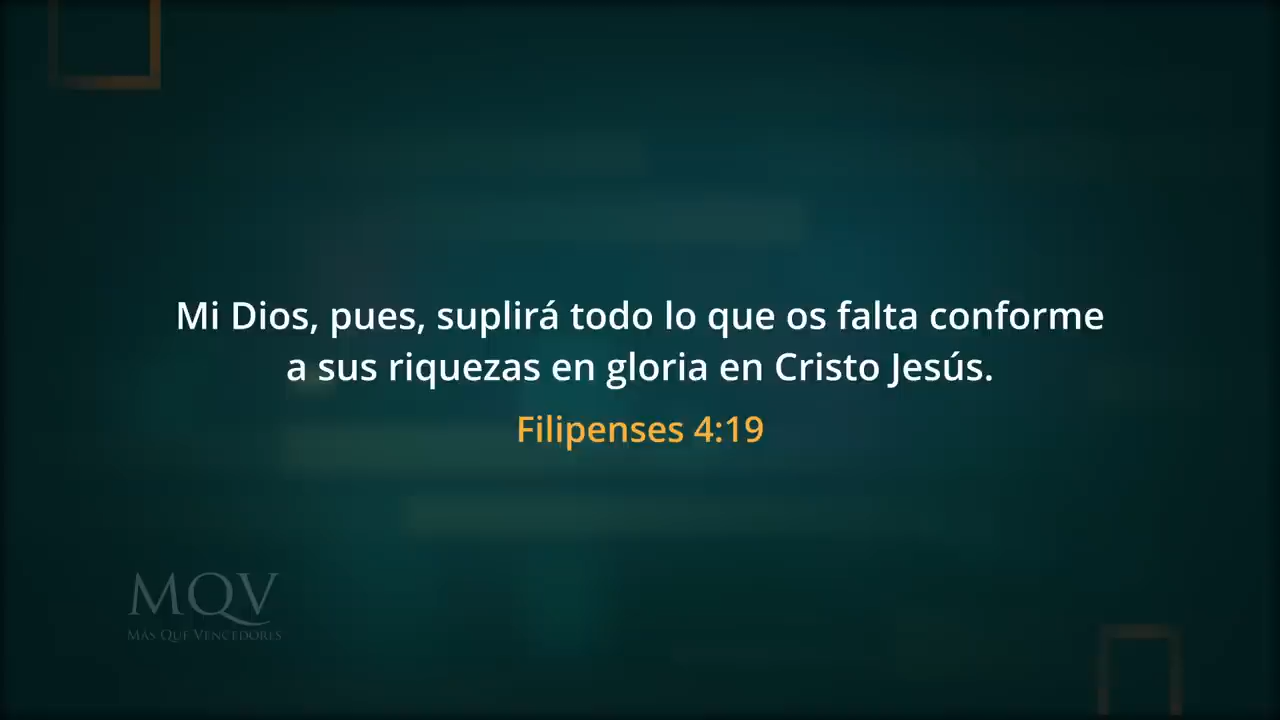 Mi Dios, pues, suplirá todo lo que os falta conforme
a sus riquezas en gloria en Cristo Jesús.
Filipenses 4:19
MQV
MÁS QUE VENCEDORES